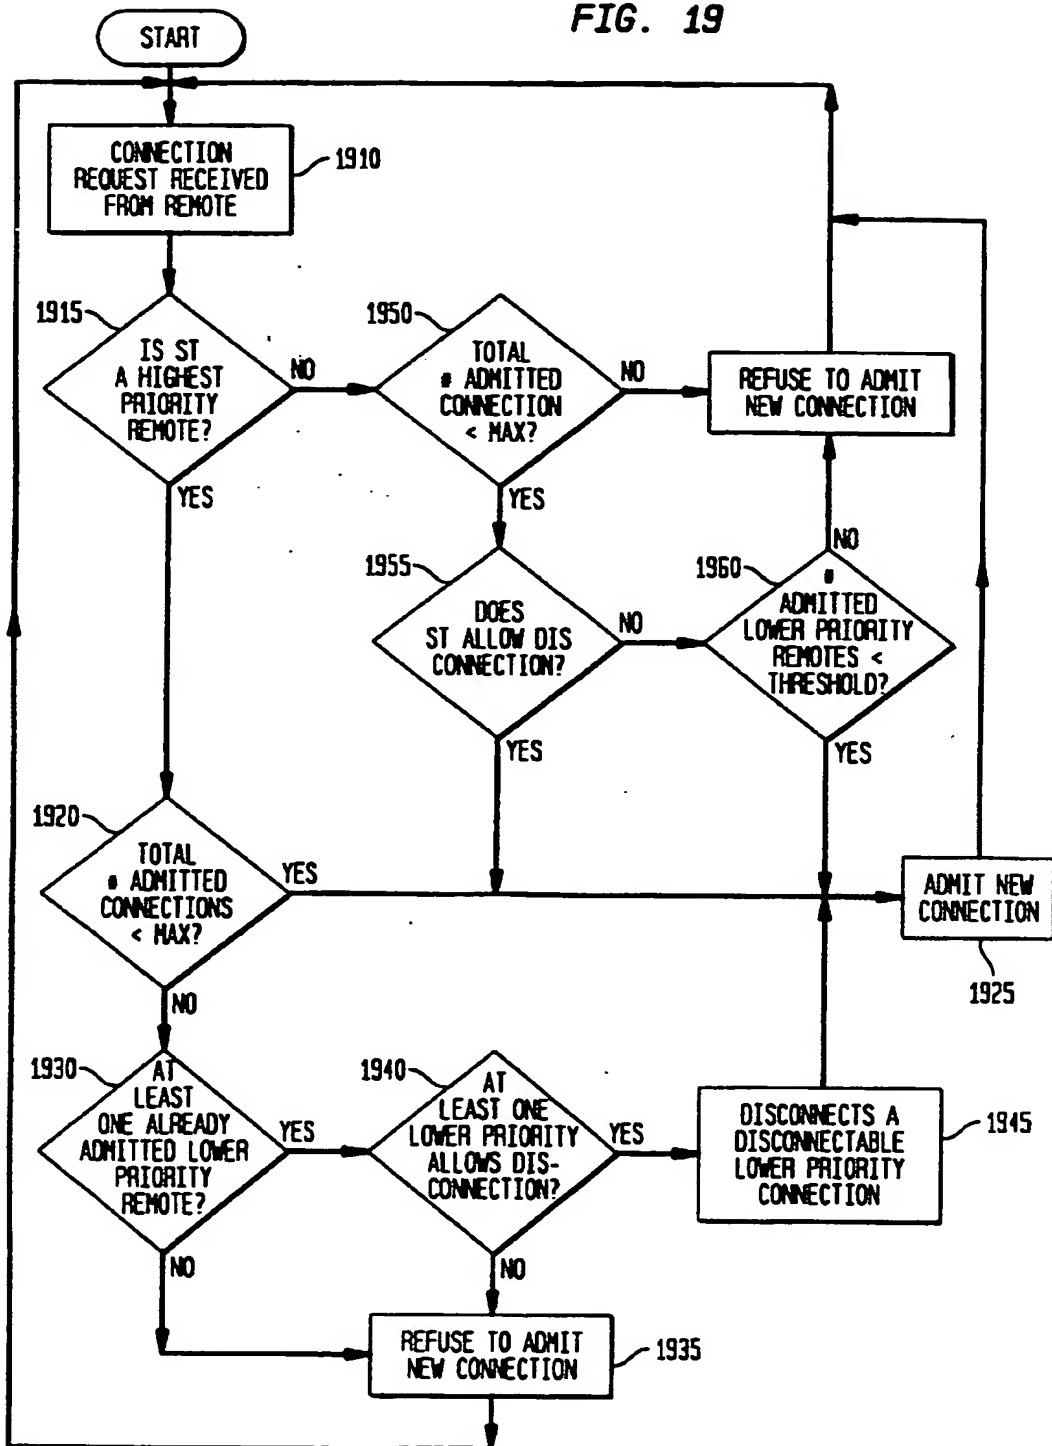 FIG. 19
START
CONNECTION
REQUEST RECEIVED
FROM REMOTE
1910
1915
IS ST
A HIGHEST
PRIORITY
REMOTE?
NO
YES
1950
TOTAL
# ADMITTED
CONNECTION
< MAX?
NO
YES
REFUSE TO ADMIT
NEW CONNECTION
1955
DOES
ST ALLOW DIS
CONNECTION?
NO
YES
1960
NO
#
ADMITTED
LOWER PRIORITY
REMOTES <
THRESHOLD?
YES
1920
TOTAL
# ADMITTED
CONNECTIONS
< MAX?
YES
NO
ADMIT NEW
CONNECTION
1925
1930
AT
LEAST
ONE ALREADY
ADMITTED LOWER
PRIORITY
REMOTE?
YES
NO
1940
AT
LEAST ONE
LOWER PRIORITY
ALLOWS DIS-
CONNECTION?
YES
NO
DISCONNECTS A
DISCONNECTABLE
LOWER PRIORITY
CONNECTION
1945
REFUSE TO ADMIT
NEW CONNECTION
1935